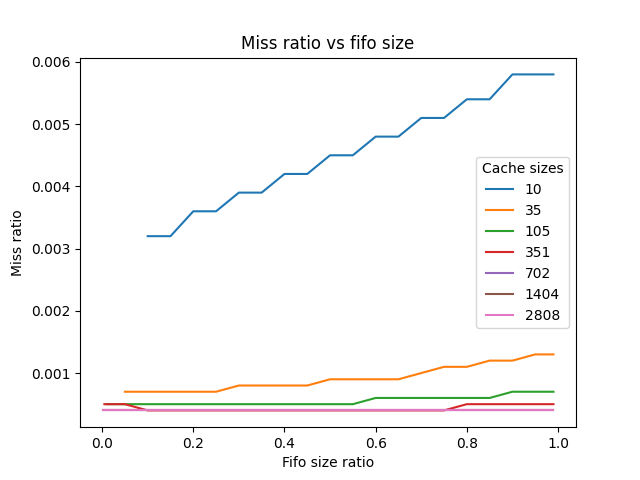 Miss ratio vs fifo size
0.006
0.005
0.004
0.003
0.002
0.001
Miss ratio
Cache sizes
10
35
105
351
702
1404
2808
0.0 0.2 0.4 0.6 0.8 1.0
Fifo size ratio